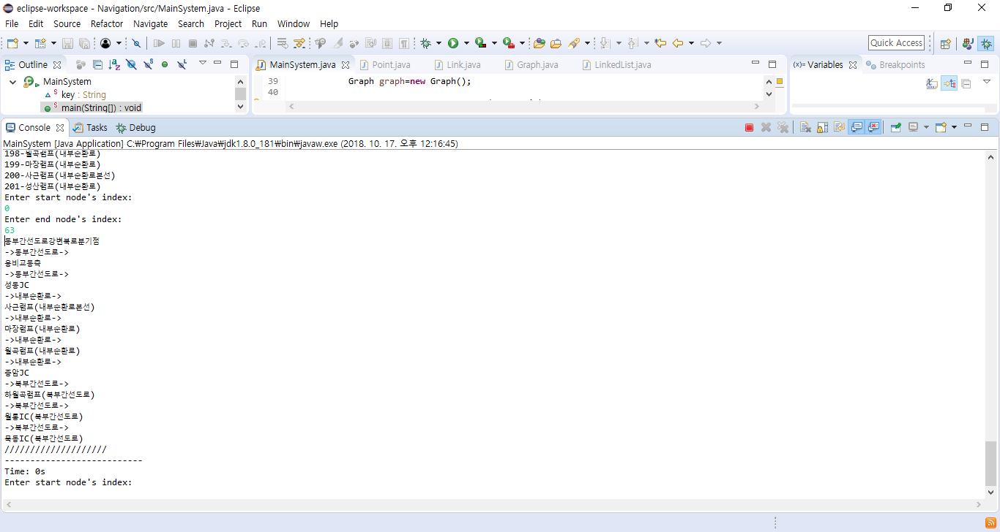 eclipse-workspace - Navigation/src/MainSystem.java - Eclipse
File Edit Source Refactor Navigate Search Project Run Window Help
Quick Access
Outline
MainSystem.java Point.java Link.java Graph.java LinkedList.java
(x)= Variables Breakpoints
MainSystem
key : String
main(String[]) : void
39 Graph graph=new Graph();
40
Console Tasks Debug
MainSystem [Java Application] C:₩Program Files₩Java₩jdk1.8.0_181₩bin₩javaw.exe (2018. 10. 17. 오후 12:16:45)
198-월곡램프(내부순환로)
199-마장램프(내부순환로)
200-사근램프(내부순환로본선)
201-성산램프(내부순환로)
Enter start node's index:
0
Enter end node's index:
63
동부간선도로강변북로분기점
->동부간선도로->
용비교동측
->동부간선도로->
성동JC
->내부순환로->
사근램프(내부순환로본선)
->내부순환로->
마장램프(내부순환로)
->내부순환로->
월곡램프(내부순환로)
->내부순환로->
종암JC
->북부간선도로->
하월곡램프(북부간선도로)
->북부간선도로->
월릉IC(북부간선도로)
->북부간선도로->
묵동IC(북부간선도로)
////////////////////
---------------------------
Time: 0s
Enter start node's index: